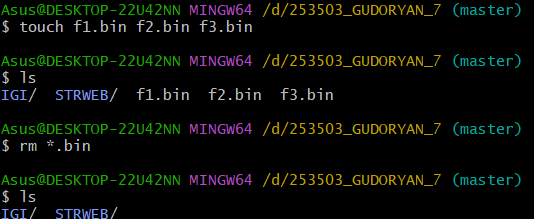 Asus@DESKTOP-22U42NN MINGW64 /d/253503_GUDORYAN_7 (master)
$ touch f1.bin f2.bin f3.bin
Asus@DESKTOP-22U42NN MINGW64 /d/253503_GUDORYAN_7 (master)
$ ls
IGI/  STRWEB/  f1.bin  f2.bin  f3.bin
Asus@DESKTOP-22U42NN MINGW64 /d/253503_GUDORYAN_7 (master)
$ rm *.bin
Asus@DESKTOP-22U42NN MINGW64 /d/253503_GUDORYAN_7 (master)
$ ls
IGI/  STRWEB/